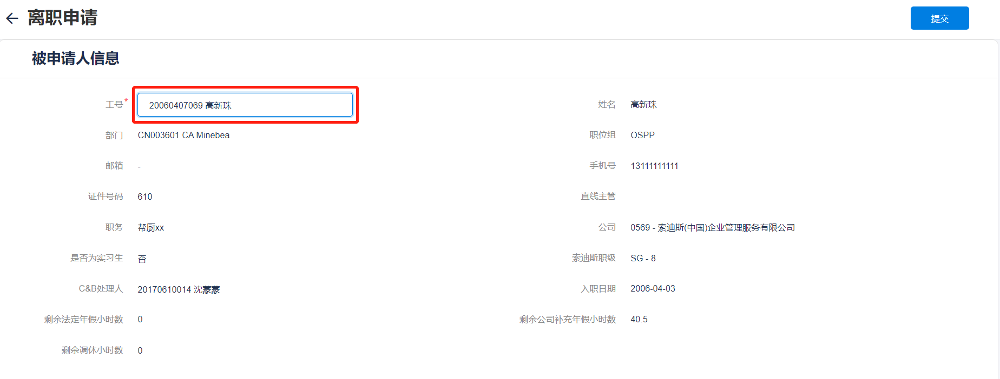 离职申请
提交
被申请人信息
工号* 20060407069 高新珠 姓名 高新珠
部门 CN003601 CA Minebea 职位组 OSPP
邮箱 - 手机号 13111111111
证件号码 610 直线主管
职务 帮厨xx 公司 0569 - 索迪斯(中国)企业管理服务有限公司
是否为实习生 否 索迪斯职级 SG - 8
C&B处理人 20170610014 沈蒙蒙 入职日期 2006-04-03
剩余法定年假小时数 0 剩余公司补充年假小时数 40.5
剩余调休小时数 0